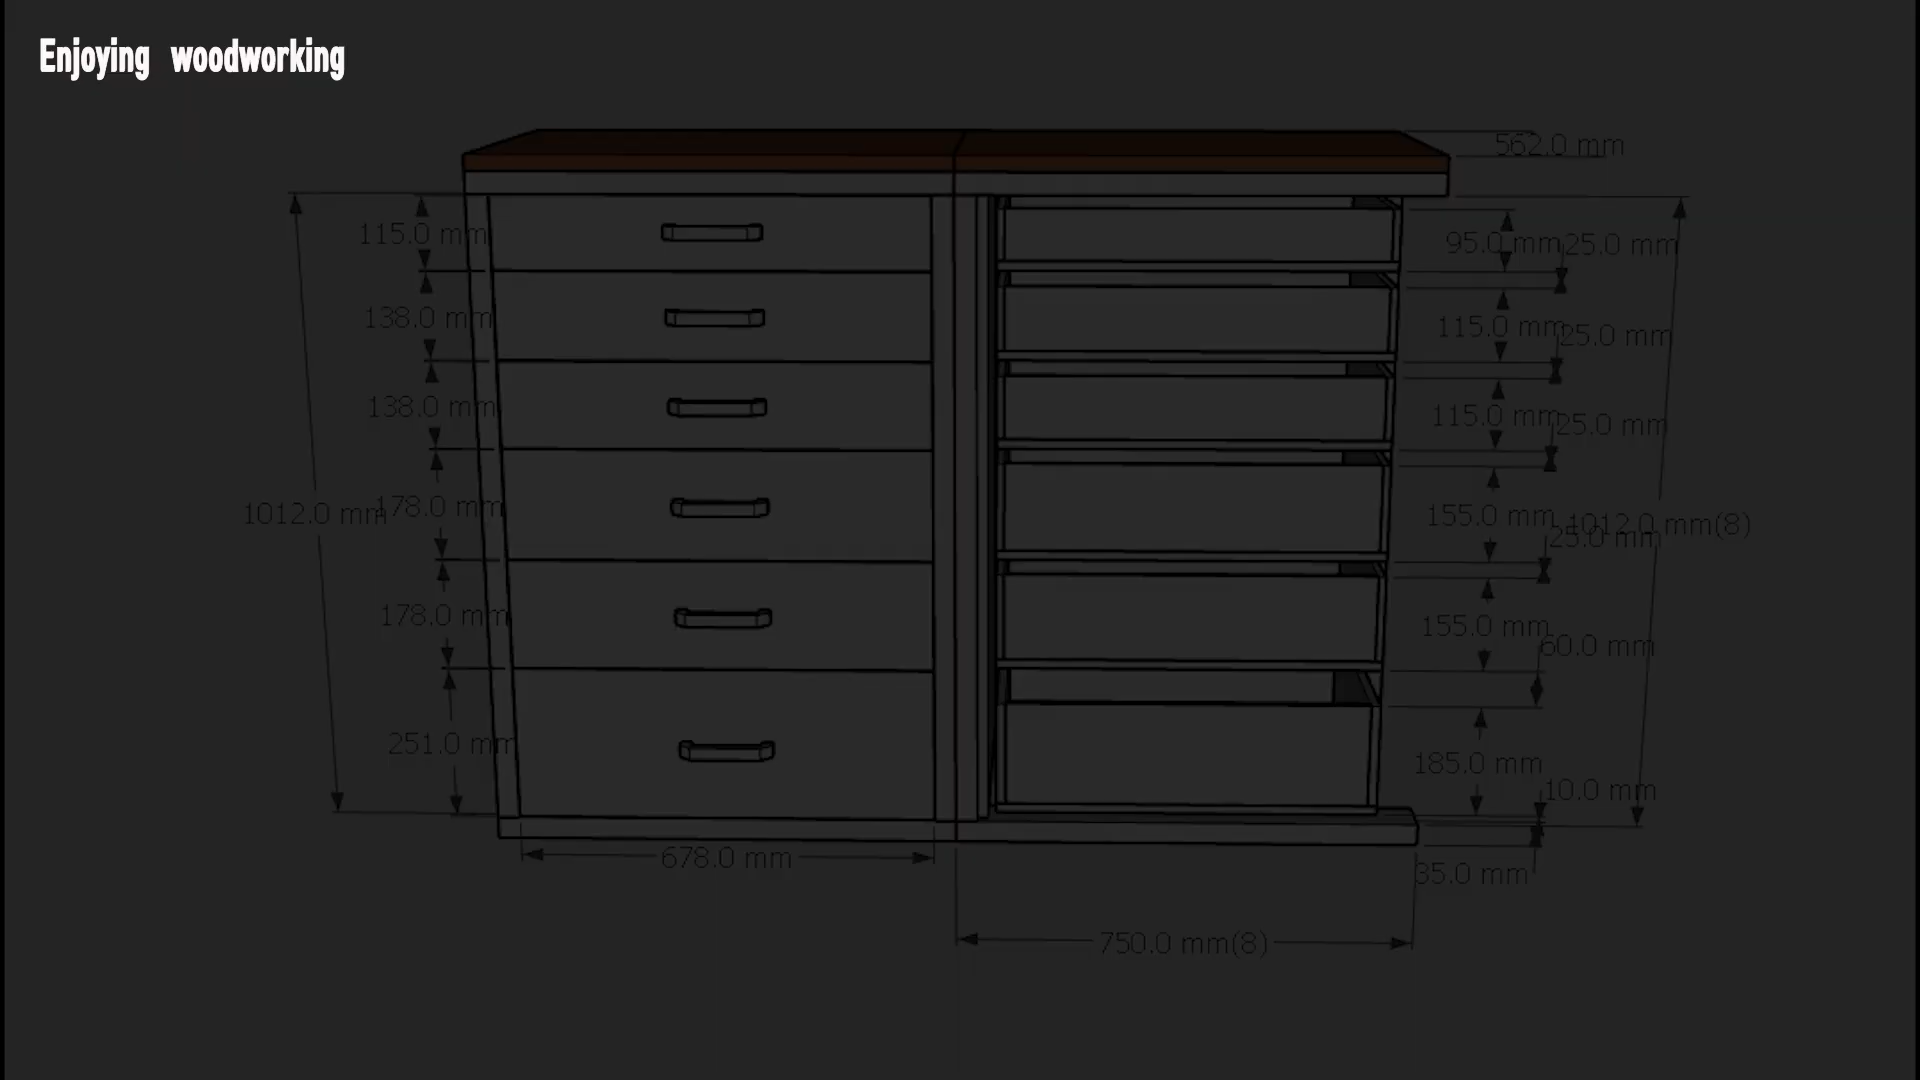 Enjoying woodworking
562.0 mm
115.0 mm
95.0 mm
25.0 mm
138.0 mm
115.0 mm
25.0 mm
138.0 mm
115.0 mm
25.0 mm
1012.0 mm
178.0 mm
155.0 mm
1012.0 mm(8)
25.0 mm
178.0 mm
155.0 mm
60.0 mm
251.0 mm
185.0 mm
10.0 mm
678.0 mm
35.0 mm
750.0 mm(8)